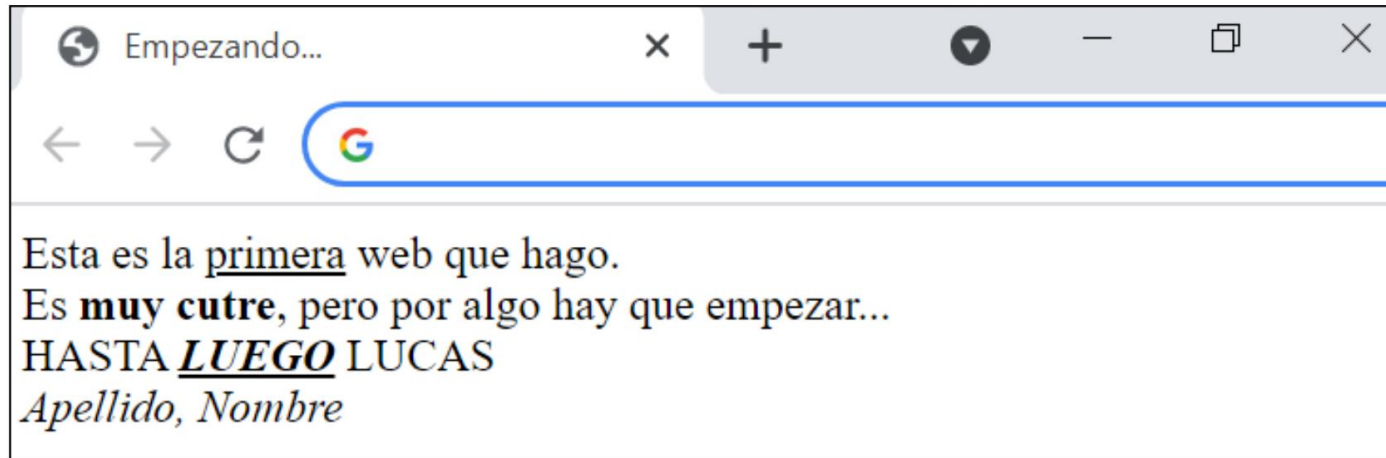 Empezando...
Esta es la primera web que hago.
Es muy cutre, pero por algo hay que empezar...
HASTA LUEGO LUCAS
Apellido, Nombre